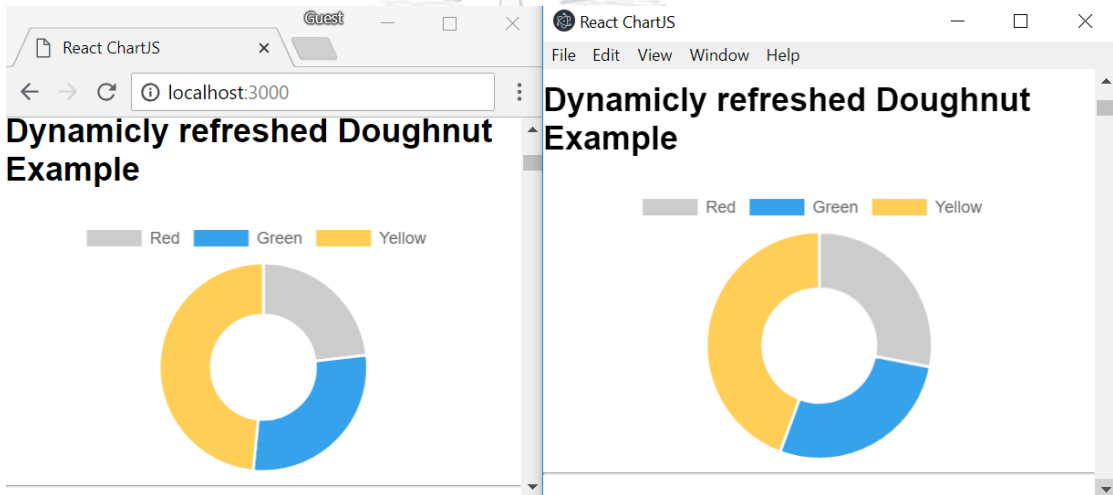 Guest
React ChartJS
localhost:3000
Dynamicly refreshed Doughnut
Example
Red Green Yellow
React ChartJS
File Edit View Window Help
Dynamicly refreshed Doughnut
Example
Red Green Yellow